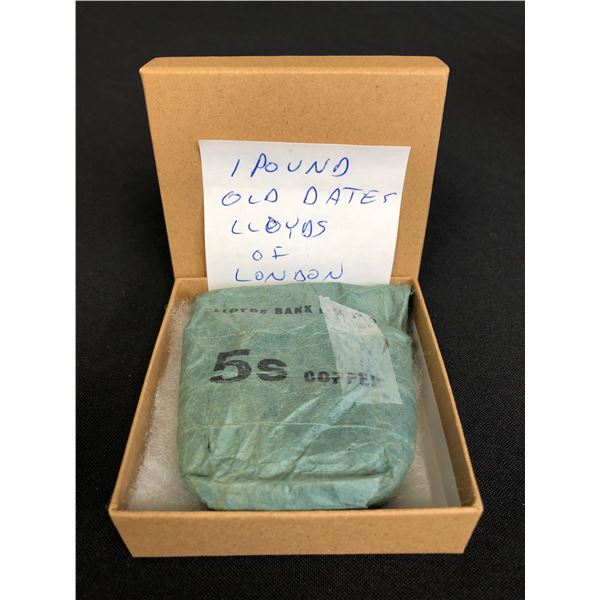 1 POUND
OLD DATES
LLOYDS
OF
LONDON
LLOYDS BANK
5s COPPER